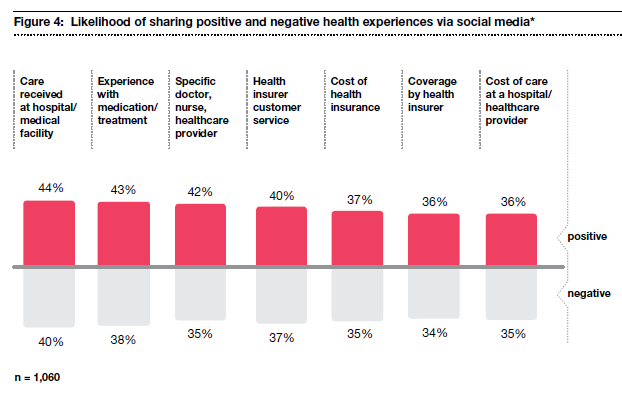 Figure 4:  Likelihood of sharing positive and negative health experiences via social media*
Care
received
at hospital/
medical
facility
Experience
with
medication/
treatment
Specific
doctor,
nurse,
healthcare
provider
Health
insurer
customer
service
Cost of
health
insurance
Coverage
by health
insurer
Cost of care
at a hospital/
healthcare
provider
44%
43%
42%
40%
37%
36%
36%
positive
negative
40%
38%
35%
37%
35%
34%
35%
n = 1,060